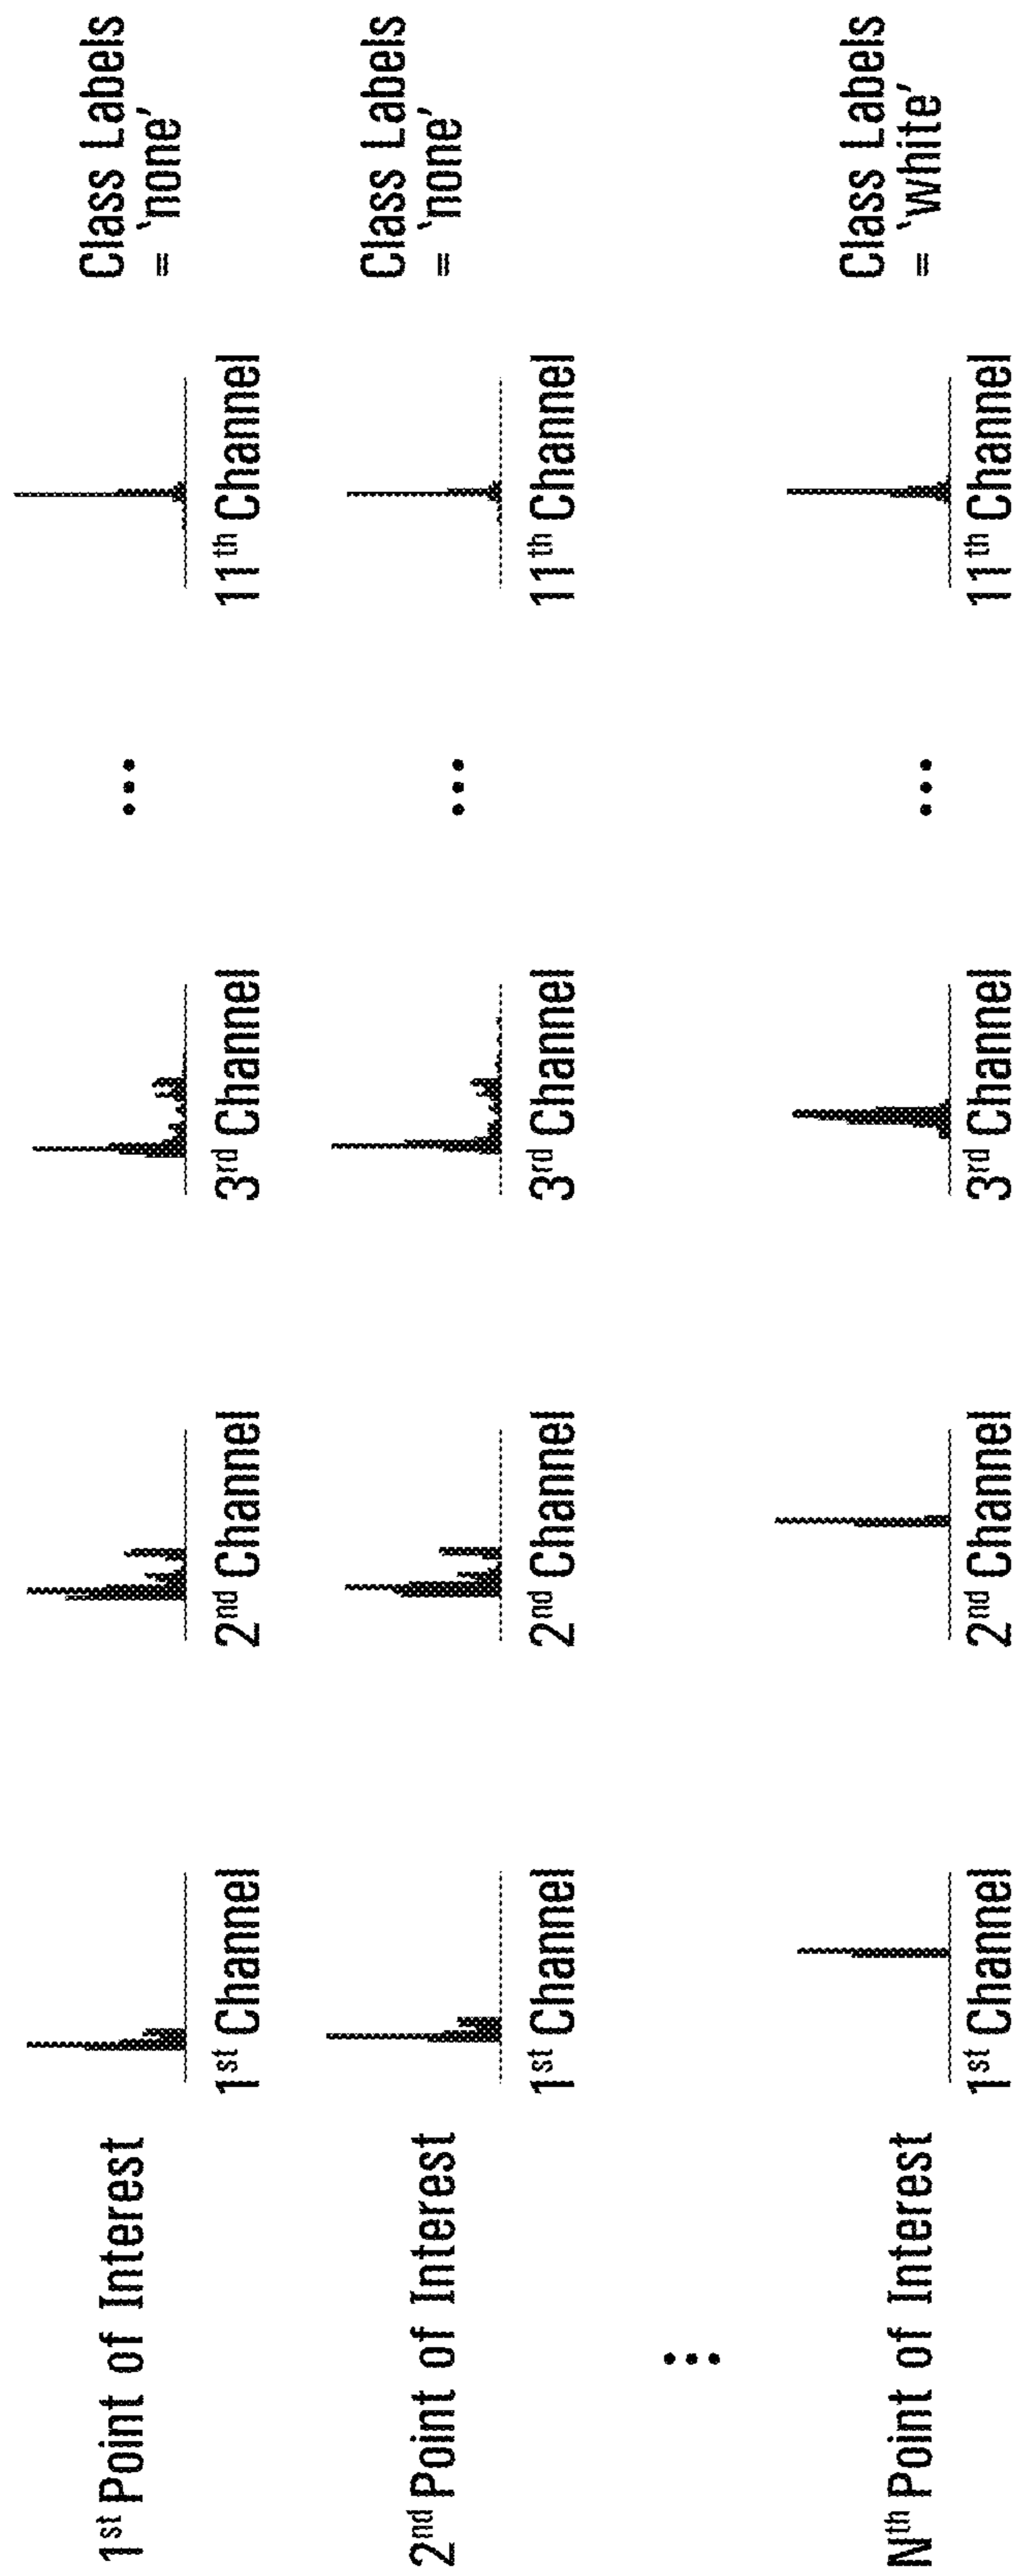 1st Point of Interest
1st Channel
2nd Channel
3rd Channel
...
11th Channel
Class Labels
= ‘none’
2nd Point of Interest
1st Channel
2nd Channel
3rd Channel
...
11th Channel
Class Labels
= ‘none’
...
Nth Point of Interest
1st Channel
2nd Channel
3rd Channel
...
11th Channel
Class Labels
= ‘white’